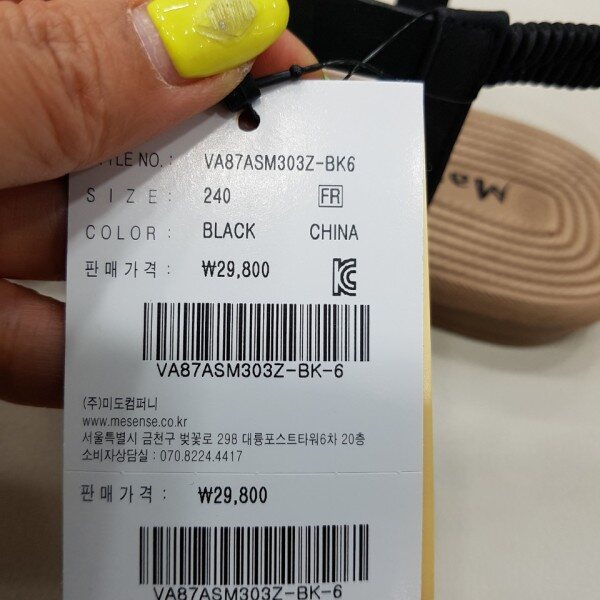 STYLE NO. : VA87ASM303Z-BK6
SIZE : 240 FR
COLOR : BLACK CHINA
판매가격 : ₩29,800
VA87ASM303Z-BK-6
(주)미도컴퍼니
www.mesense.co.kr
서울특별시 금천구 벚꽃로 298 대륭포스트타워6차 20층
소비자상담실 : 070.8224.4417
판매가격 : ₩29,800
VA87ASM303Z-BK-6
Ma